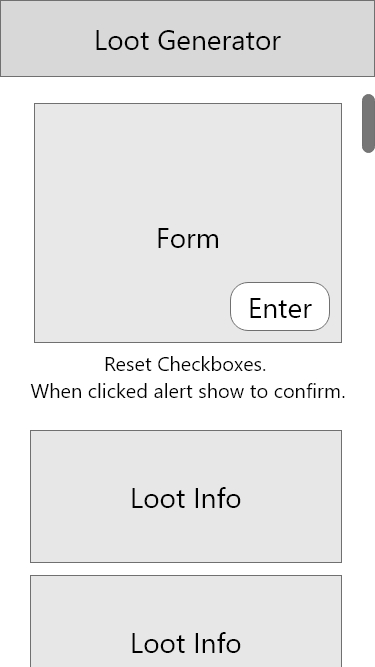 Loot Generator
Form
Enter
Reset Checkboxes.
When clicked alert show to confirm.
Loot Info
Loot Info